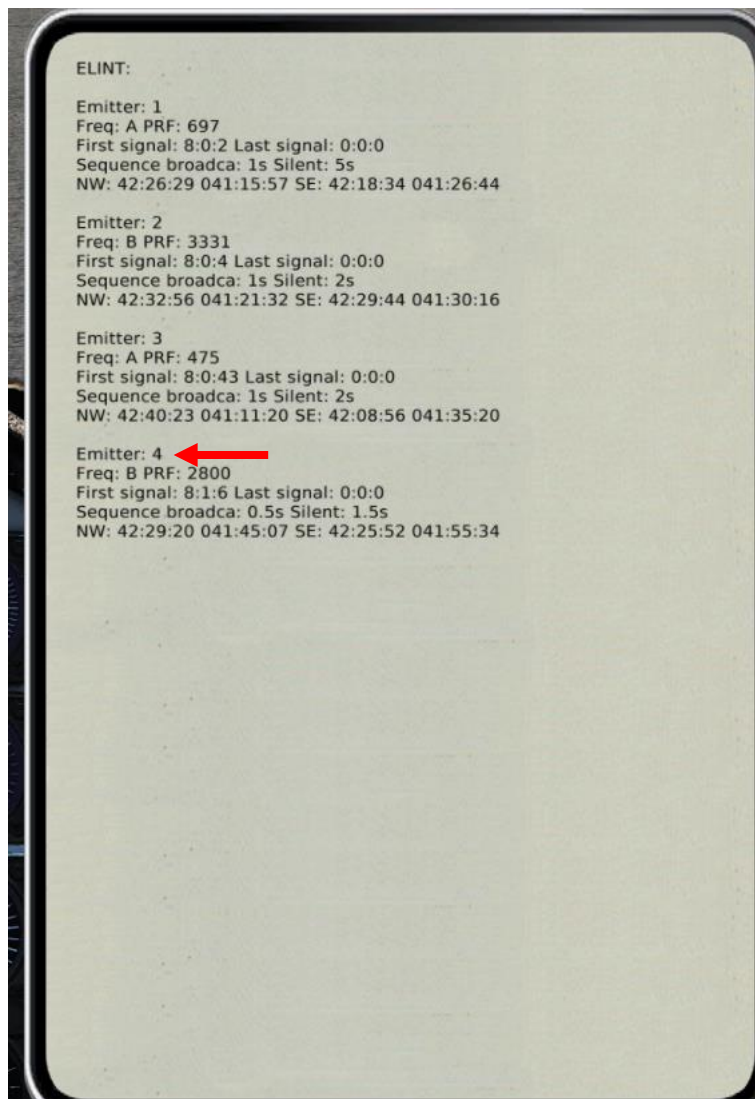 ELINT:
Emitter: 1
Freq: A PRF: 697
First signal: 8:0:2 Last signal: 0:0:0
Sequence broadca: 1s Silent: 5s
NW: 42:26:29 041:15:57 SE: 42:18:34 041:26:44
Emitter: 2
Freq: B PRF: 3331
First signal: 8:0:4 Last signal: 0:0:0
Sequence broadca: 1s Silent: 2s
NW: 42:32:56 041:21:32 SE: 42:29:44 041:30:16
Emitter: 3
Freq: A PRF: 475
First signal: 8:0:43 Last signal: 0:0:0
Sequence broadca: 1s Silent: 2s
NW: 42:40:23 041:11:20 SE: 42:08:56 041:35:20
Emitter: 4
Freq: B PRF: 2800
First signal: 8:1:6 Last signal: 0:0:0
Sequence broadca: 0.5s Silent: 1.5s
NW: 42:29:20 041:45:07 SE: 42:25:52 041:55:34